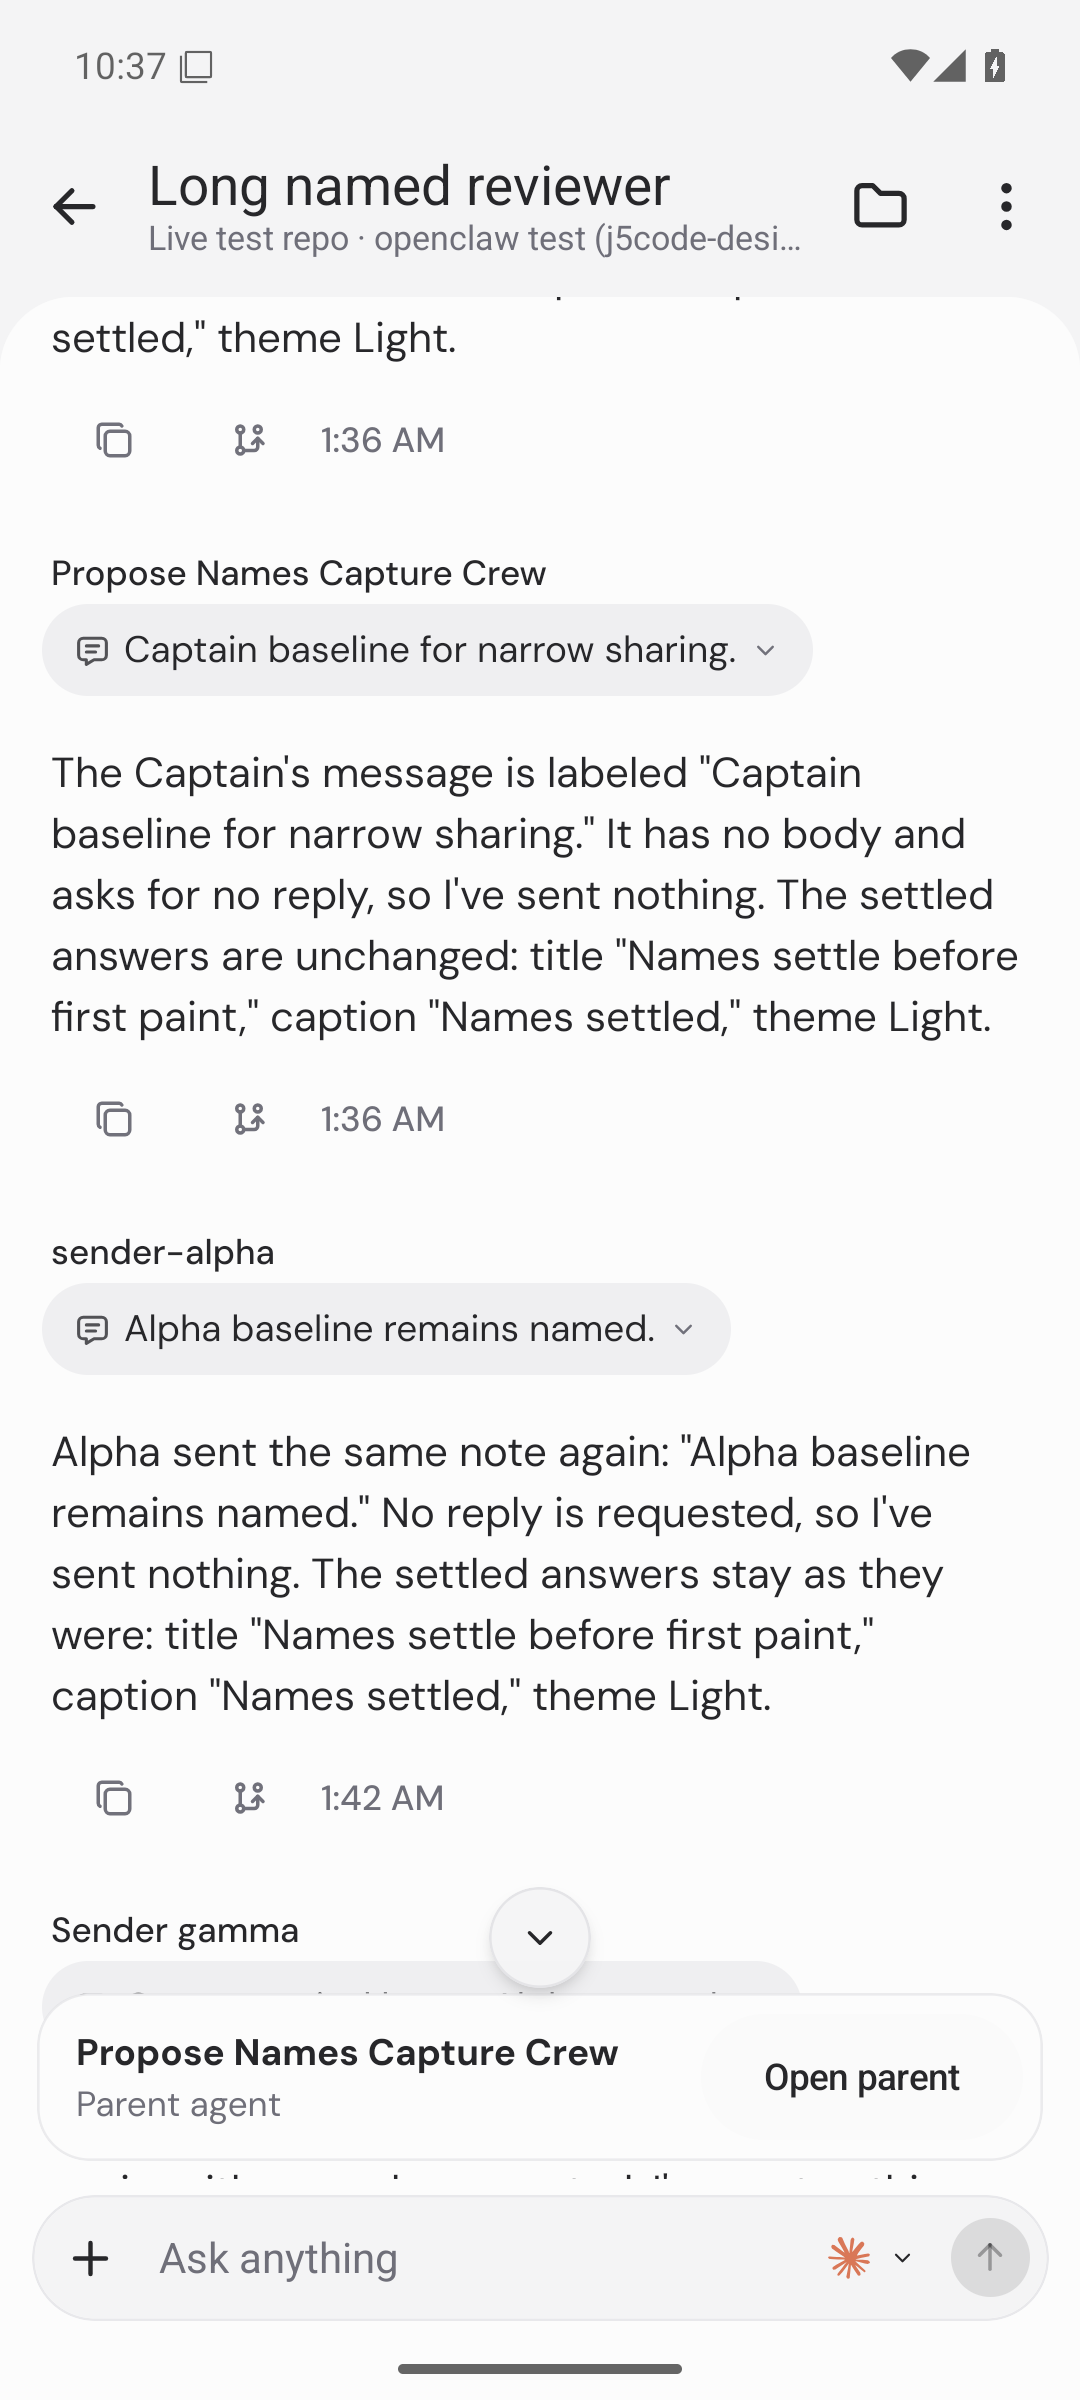 10:37
Long named reviewer
Live test repo · openclaw test (j5code-desi...
settled," theme Light.
1:36 AM
Propose Names Capture Crew
Captain baseline for narrow sharing.
The Captain's message is labeled "Captain
baseline for narrow sharing." It has no body and
asks for no reply, so I've sent nothing. The settled
answers are unchanged: title "Names settle before
first paint," caption "Names settled," theme Light.
1:36 AM
sender-alpha
Alpha baseline remains named.
Alpha sent the same note again: "Alpha baseline
remains named." No reply is requested, so I've
sent nothing. The settled answers stay as they
were: title "Names settle before first paint,"
caption "Names settled," theme Light.
1:42 AM
Sender gamma
Propose Names Capture Crew
Parent agent
Open parent
Ask anything